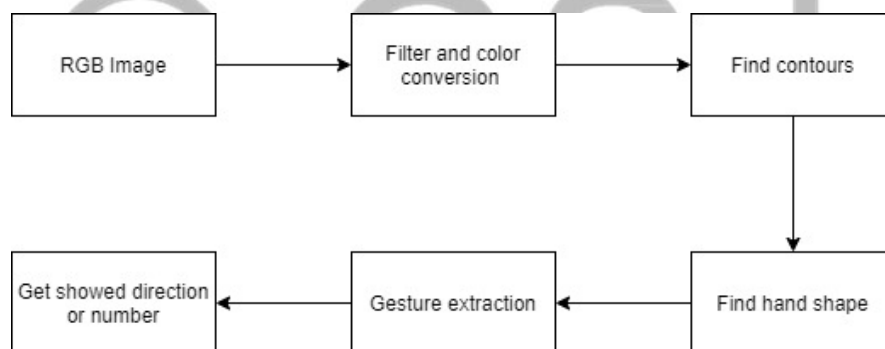 RGB Image
Filter and color
conversion
Find contours
Find hand shape
Gesture extraction
Get showed direction
or number